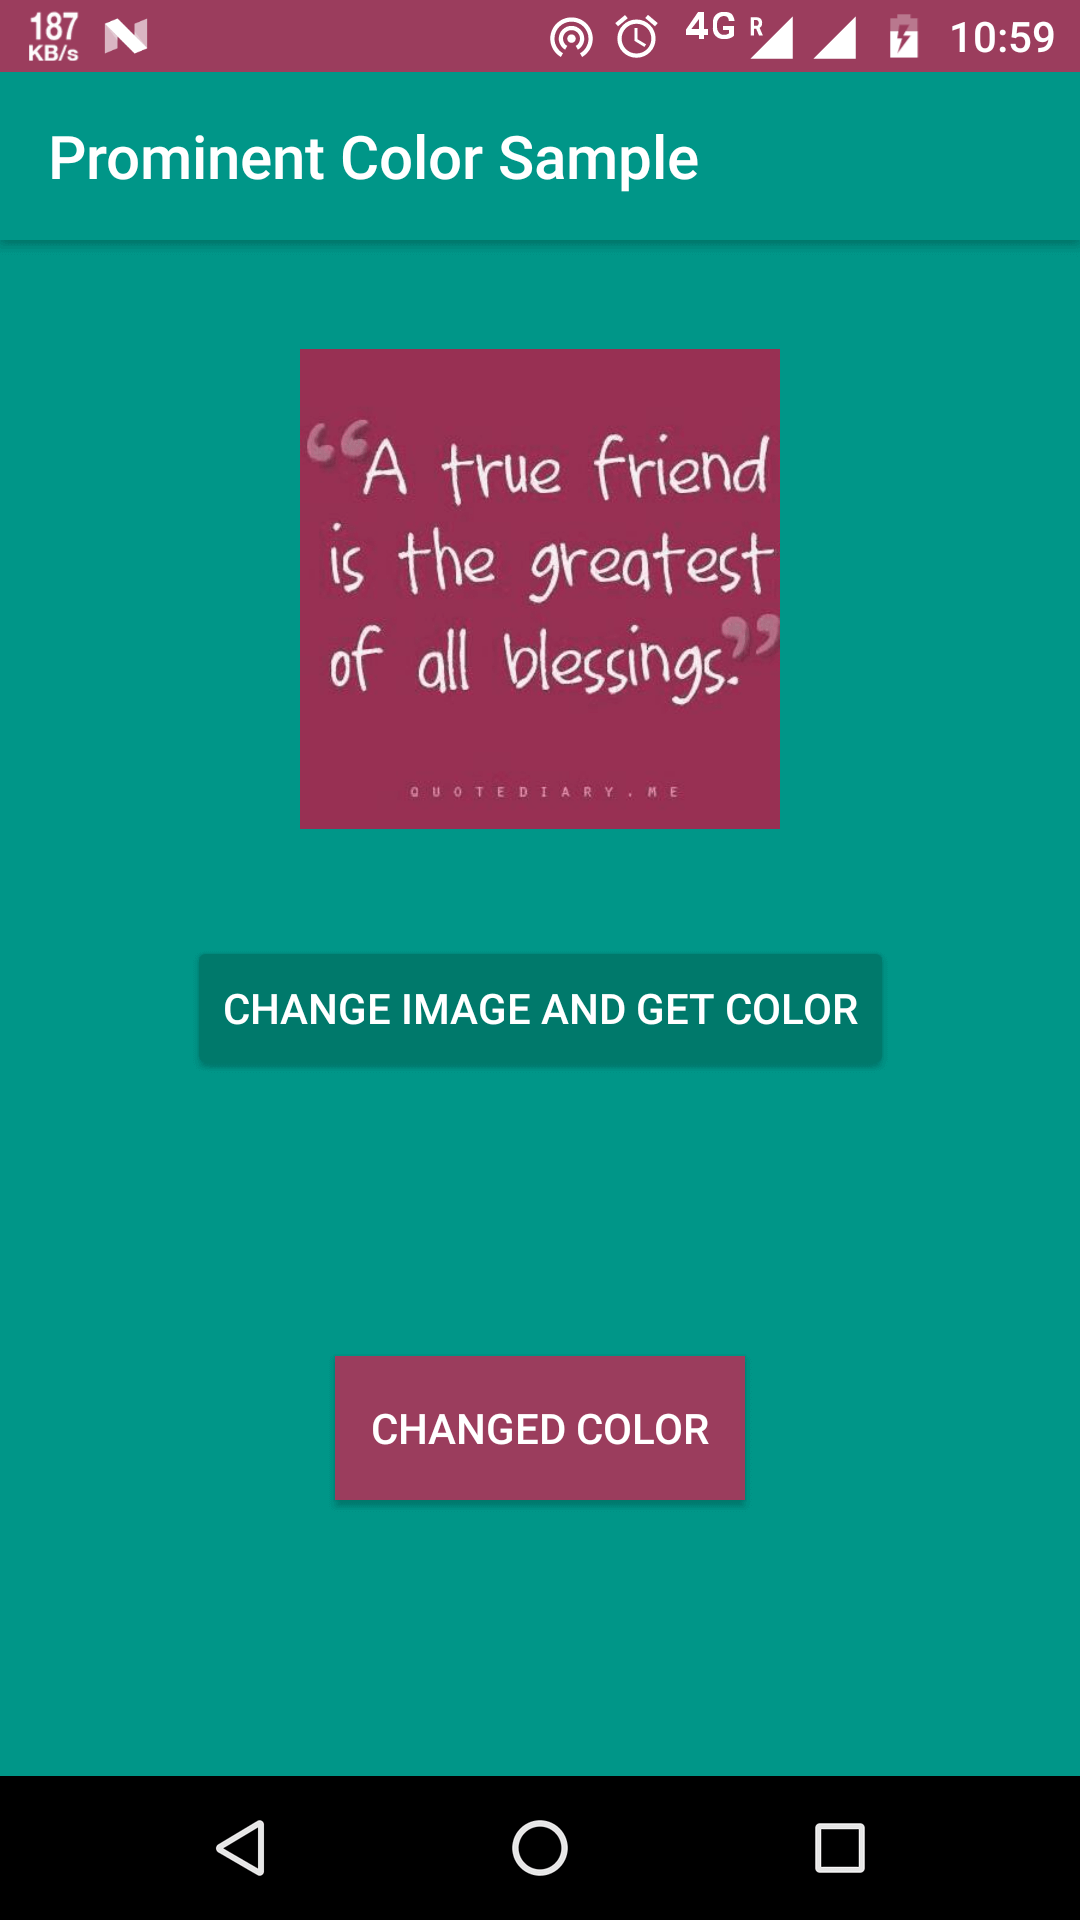 187
KB/s
4G R
10:59
Prominent Color Sample
“A true friend
is the greatest
of all blessings.”
QUOTEDIARY.ME
CHANGE IMAGE AND GET COLOR
CHANGED COLOR